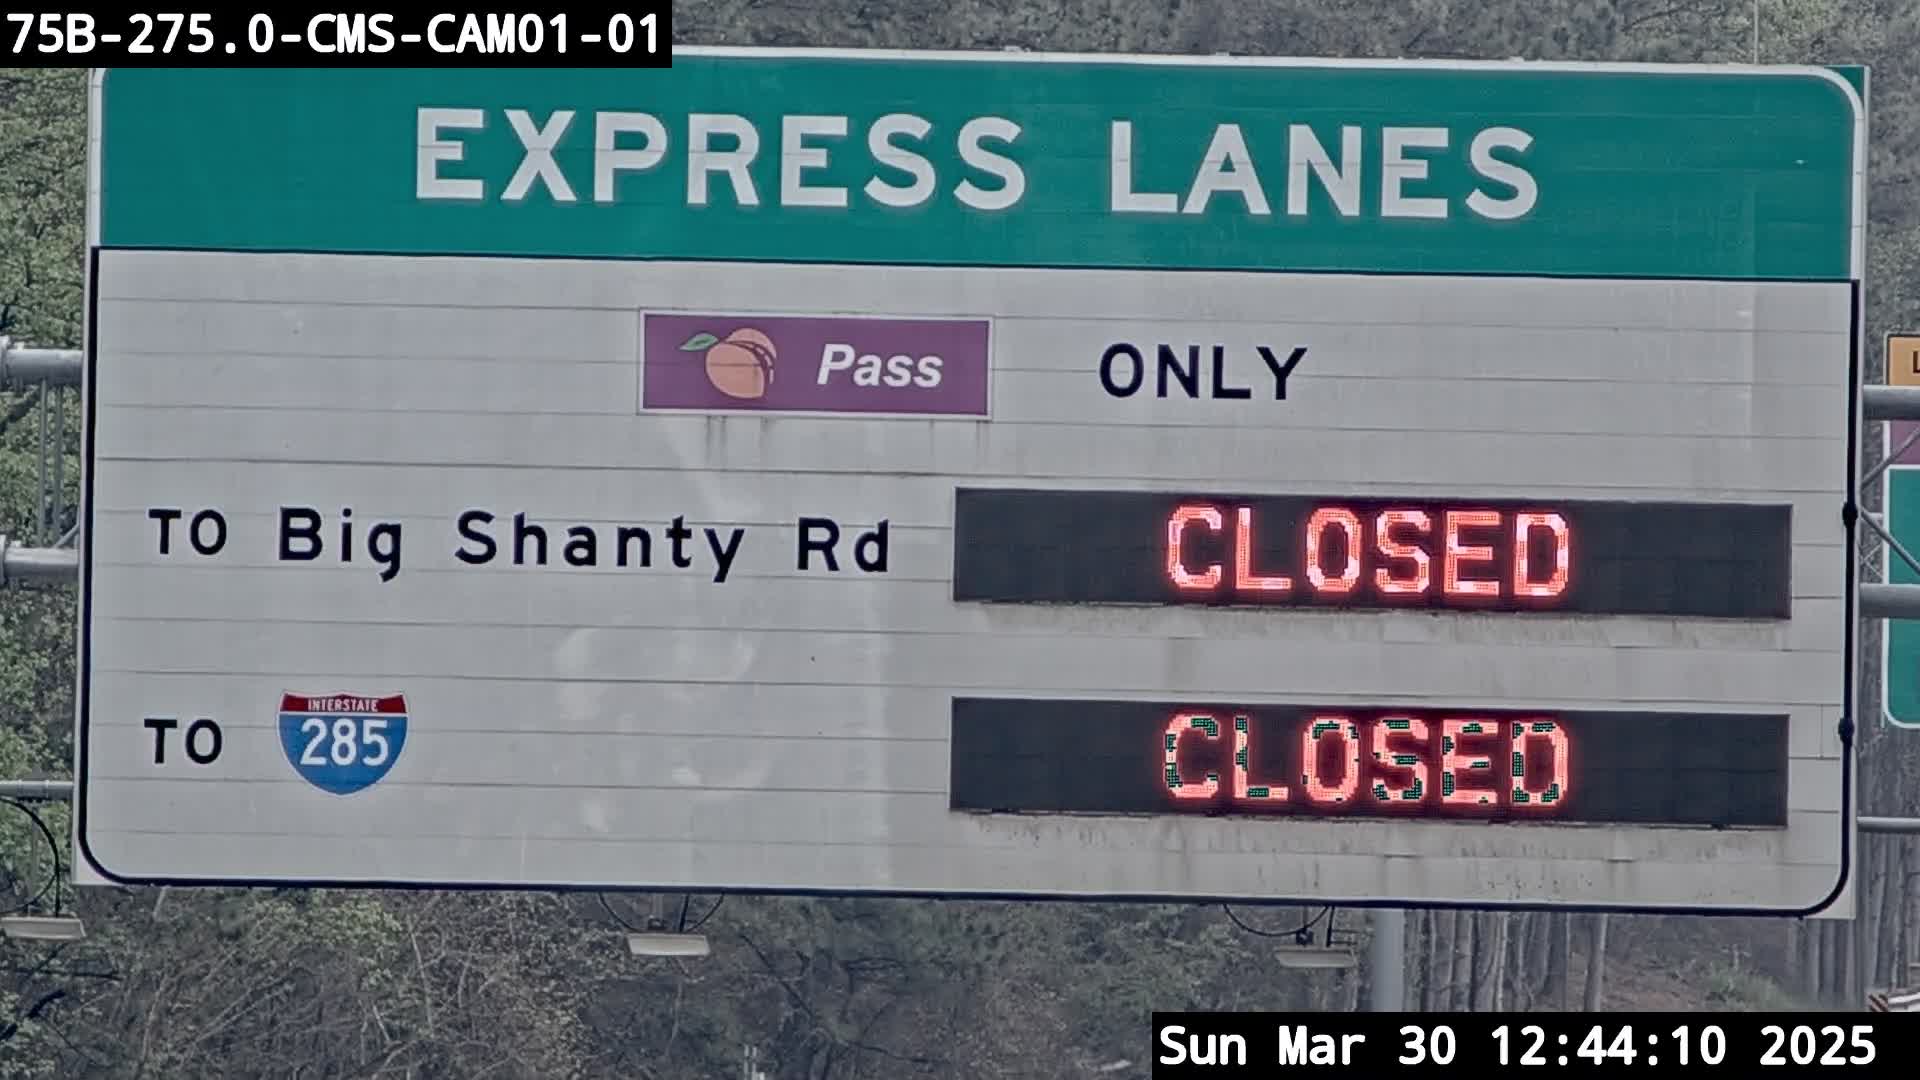 75B-275.0-CMS-CAM01-01
EXPRESS LANES
Pass ONLY
TO Big Shanty Rd CLOSED
INTERSTATE
TO 285 CLOSED
Sun Mar 30 12:44:10 2025